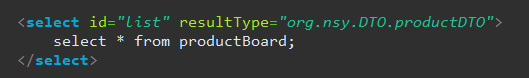 <select id="list" resultType="org.nsy.DTO.productDTO">
    select * from productBoard;
</select>